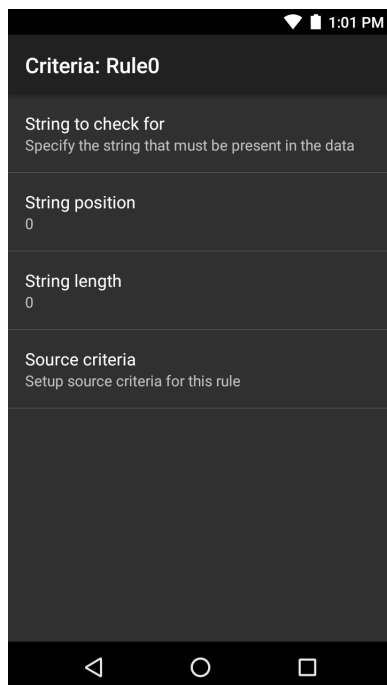 1:01 PM
Criteria: Rule0
String to check for
Specify the string that must be present in the data
String position
0
String length
0
Source criteria
Setup source criteria for this rule